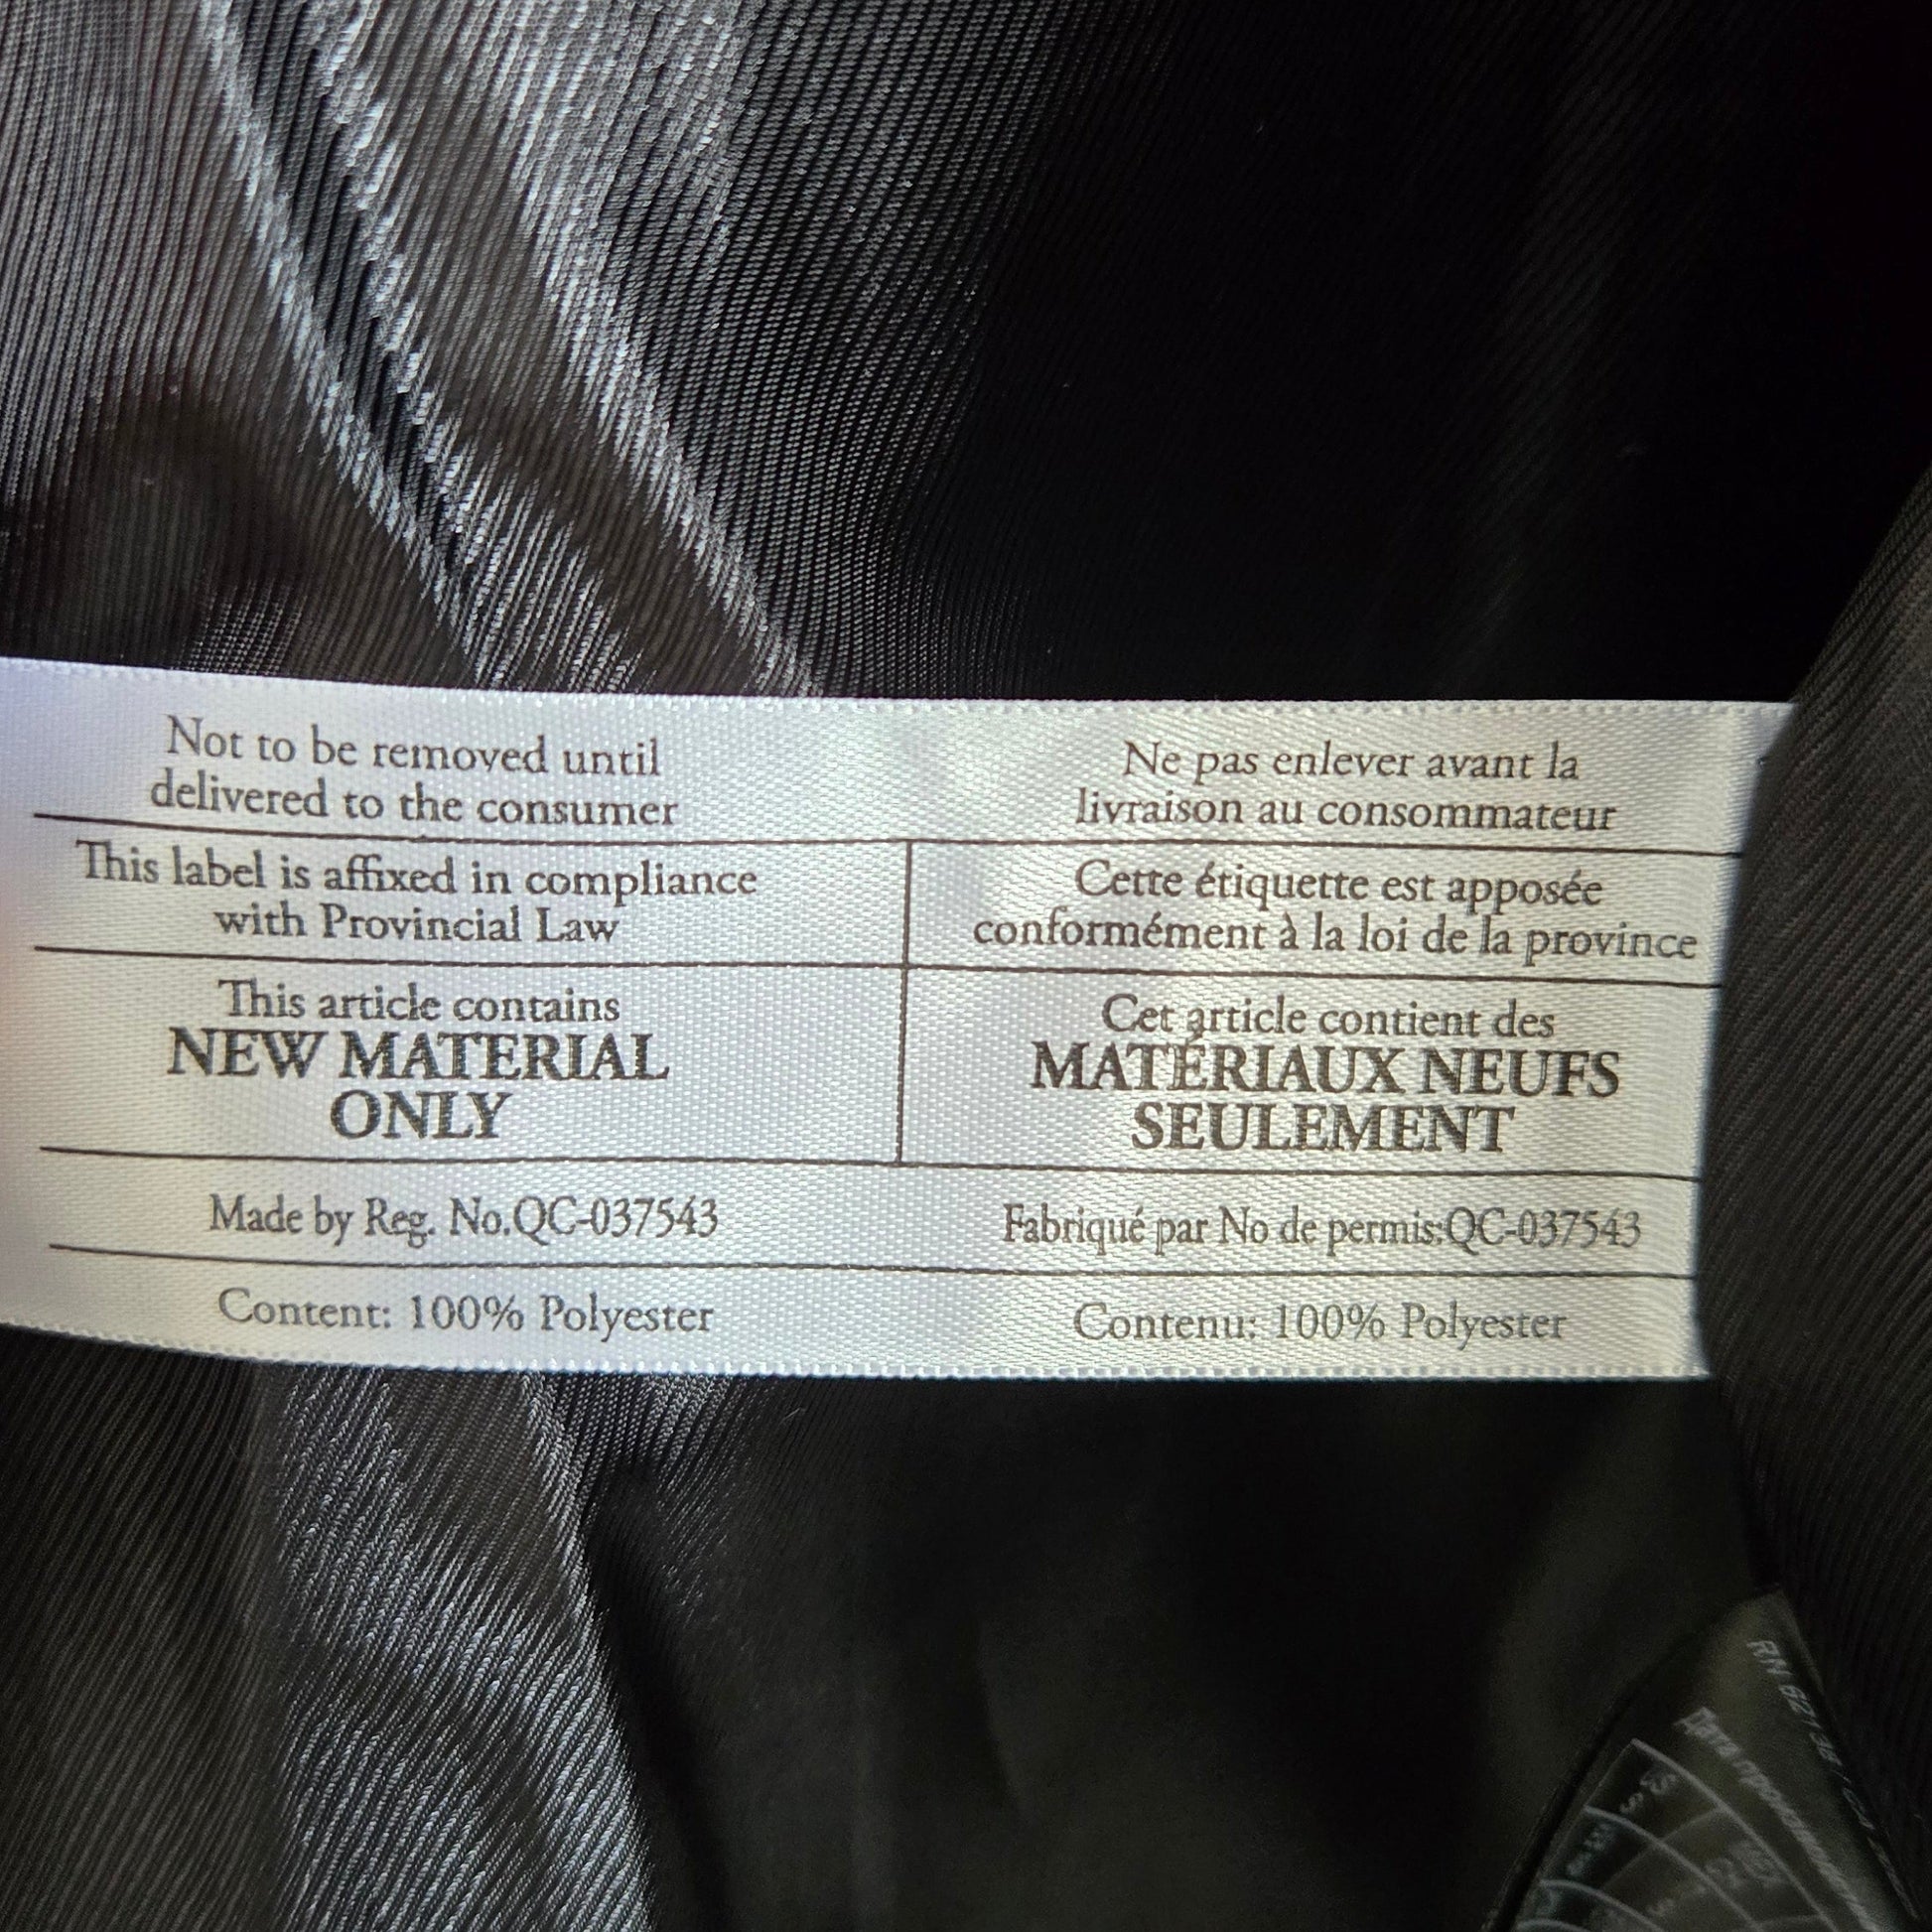 Not to be removed until
delivered to the consumer
This label is affixed in compliance
with Provincial Law
This article contains
NEW MATERIAL
ONLY
Made by Reg. No.QC-037543
Content: 100% Polyester
Ne pas enlever avant la
livraison au consommateur
Cette étiquette est apposée
conformément à la loi de la province
Cet article contient des
MATÉRIAUX NEUFS
SEULEMENT
Fabriqué par No de permis:QC-037543
Contenu: 100% Polyester
RN